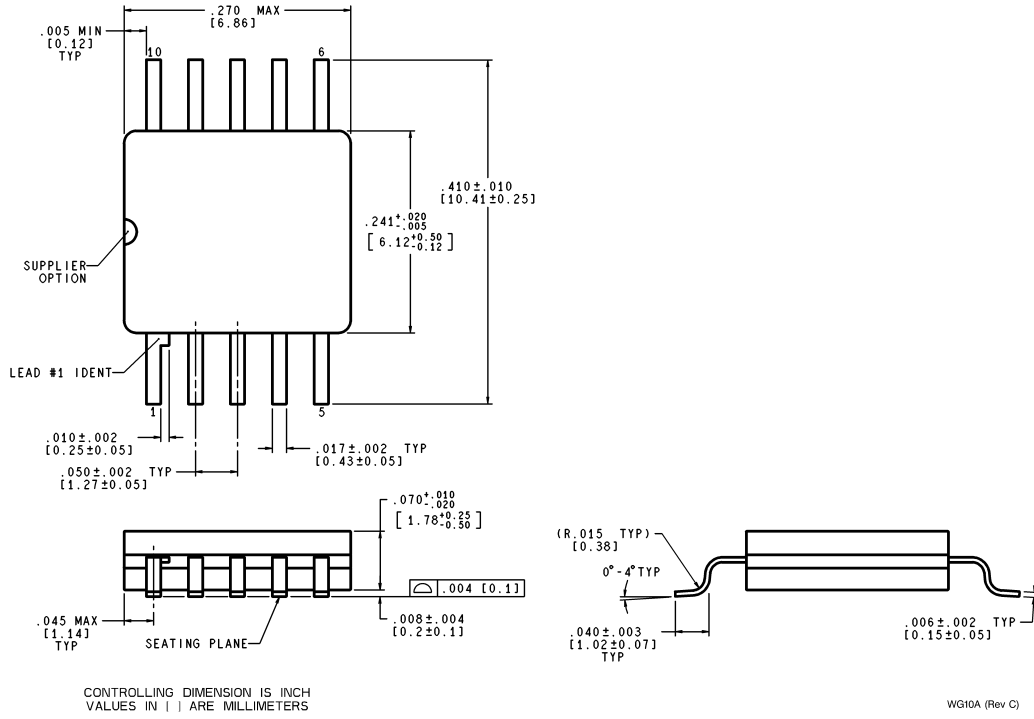 .270 MAX
[6.86]
.005 MIN
[0.12]
TYP
10
6
.410±.010
[10.41±0.25]
.241+.020 -.005
[6.12+0.50 -0.12]
SUPPLIER
OPTION
LEAD #1 IDENT
1
5
.010±.002
[0.25±0.05]
.017±.002 TYP
[0.43±0.05]
.050±.002 TYP
[1.27±0.05]
.070+.010 -.020
[1.78+0.25 -0.50]
(R.015 TYP)
[0.38]
0°-4° TYP
.004 [0.1]
.045 MAX
[1.14]
TYP
SEATING PLANE
.008±.004
[0.2±0.1]
.040±.003
[1.02±0.07]
TYP
.006±.002 TYP
[0.15±0.05]
CONTROLLING DIMENSION IS INCH
VALUES IN [ ] ARE MILLIMETERS
WG10A (Rev C)